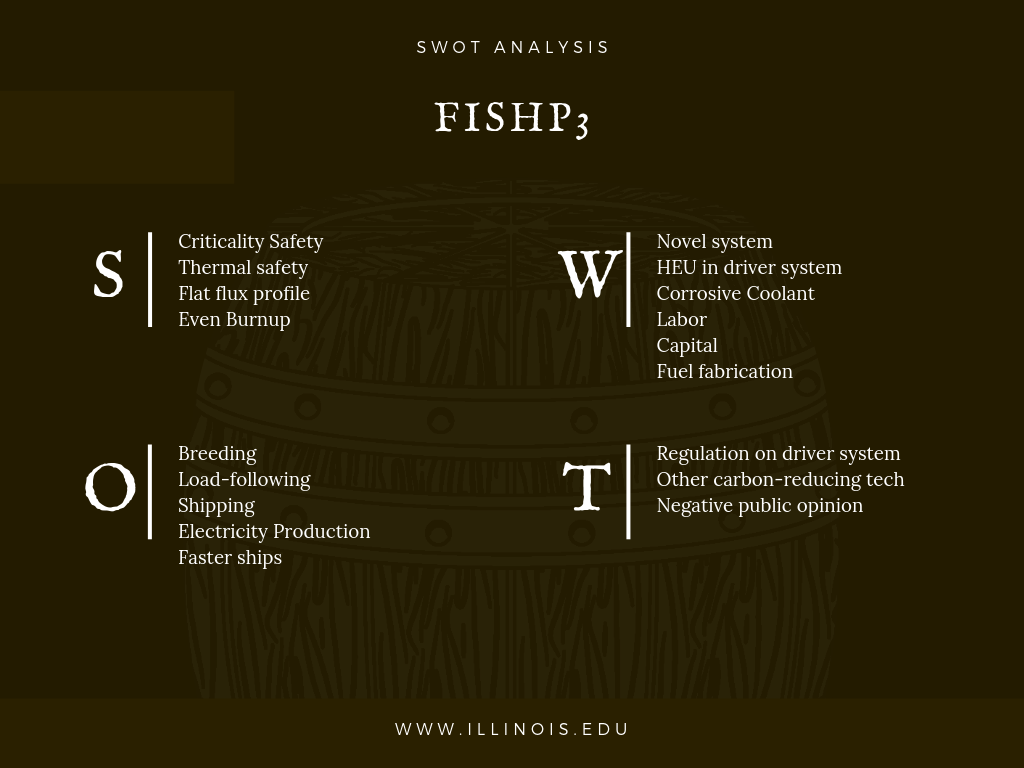 SWOT ANALYSIS
FISHP3
S
Criticality Safety
Thermal safety
Flat flux profile
Even Burnup
W
Novel system
HEU in driver system
Corrosive Coolant
Labor
Capital
Fuel fabrication
O
Breeding
Load-following
Shipping
Electricity Production
Faster ships
T
Regulation on driver system
Other carbon-reducing tech
Negative public opinion
WWW.ILLINOIS.EDU